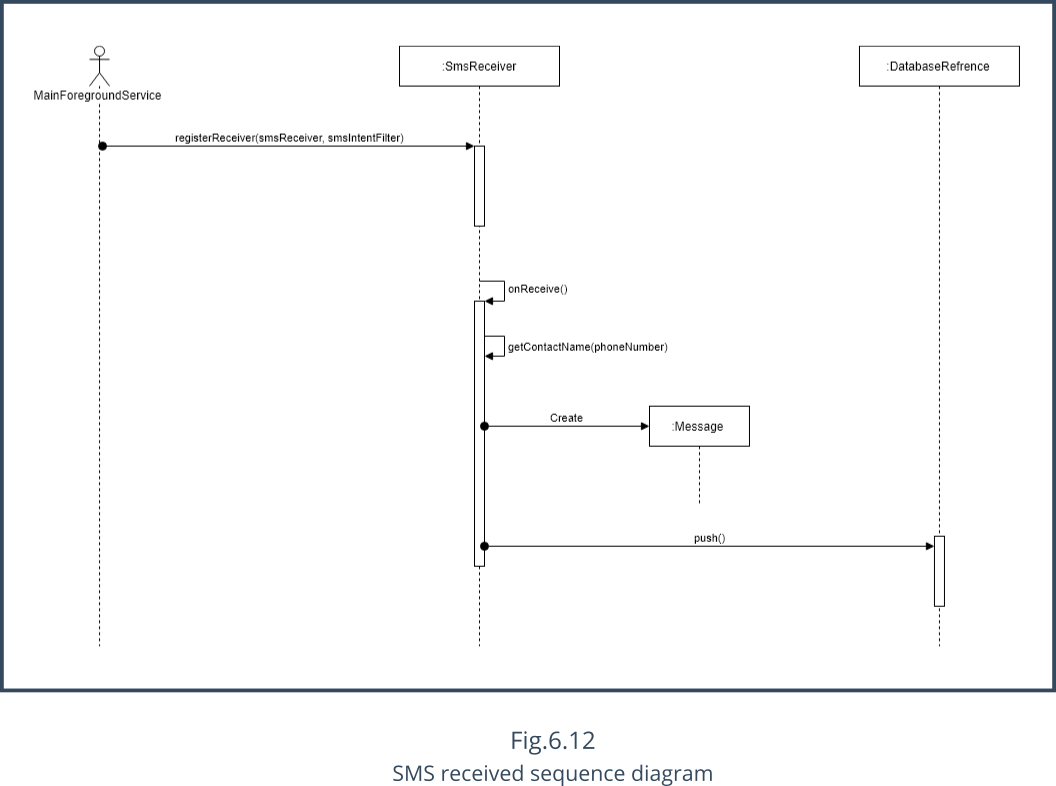 MainForegroundService
:SmsReceiver
:DatabaseRefrence
registerReceiver(smsReceiver, smsIntentFilter)
onReceive()
getContactName(phoneNumber)
Create
:Message
push()
Fig.6.12
SMS received sequence diagram